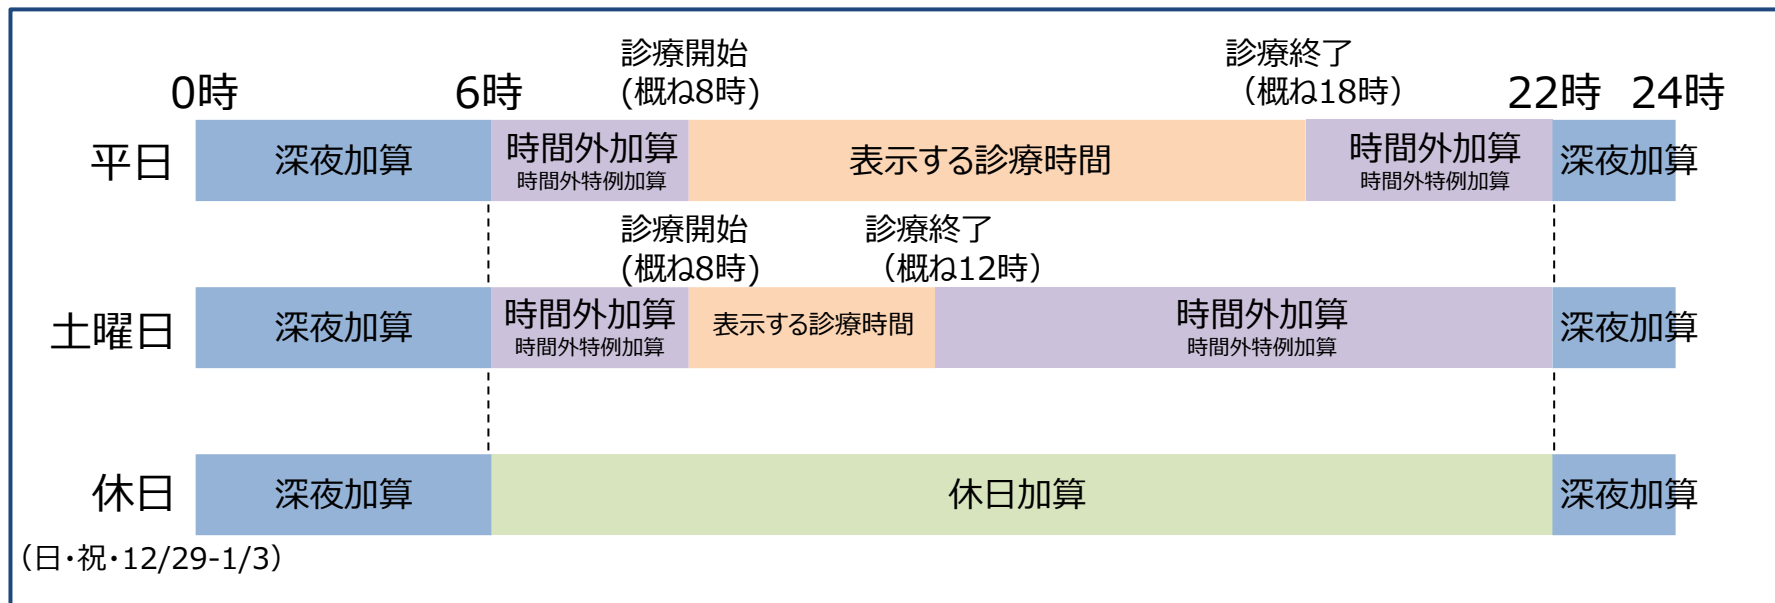 診療開始
(概ね8時)
診療終了
（概ね18時）
0時
6時
22時
24時
平日
深夜加算
時間外加算
時間外特例加算
表示する診療時間
時間外加算
時間外特例加算
深夜加算
診療開始
(概ね8時)
診療終了
（概ね12時）
土曜日
深夜加算
時間外加算
時間外特例加算
表示する診療時間
時間外加算
時間外特例加算
深夜加算
休日
深夜加算
休日加算
深夜加算
（日・祝・12/29-1/3）